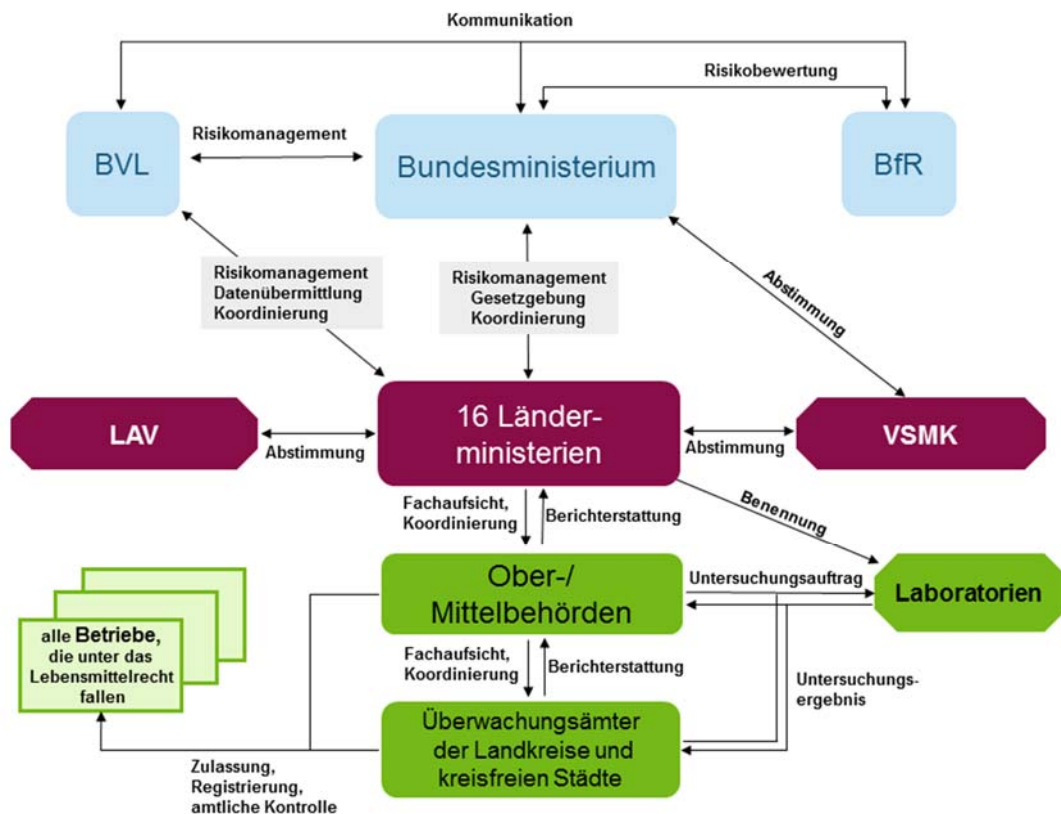 Kommunikation
Risikobewertung
BVL
Risikomanagement
Bundesministerium
BfR
Risikomanagement
Datenübermittlung
Koordinierung
Risikomanagement
Gesetzgebung
Koordinierung
Abstimmung
LAV
Abstimmung
16 Länder-
ministerien
Abstimmung
VSMK
Fachaufsicht,
Koordinierung
Berichterstattung
Benennung
Ober-/
Mittelbehörden
Untersuchungsauftrag
Laboratorien
alle Betriebe,
die unter das
Lebensmittelrecht
fallen
Fachaufsicht,
Koordinierung
Berichterstattung
Untersuchungs-
ergebnis
Überwachungsämter
der Landkreise und
kreisfreien Städte
Zulassung,
Registrierung,
amtliche Kontrolle